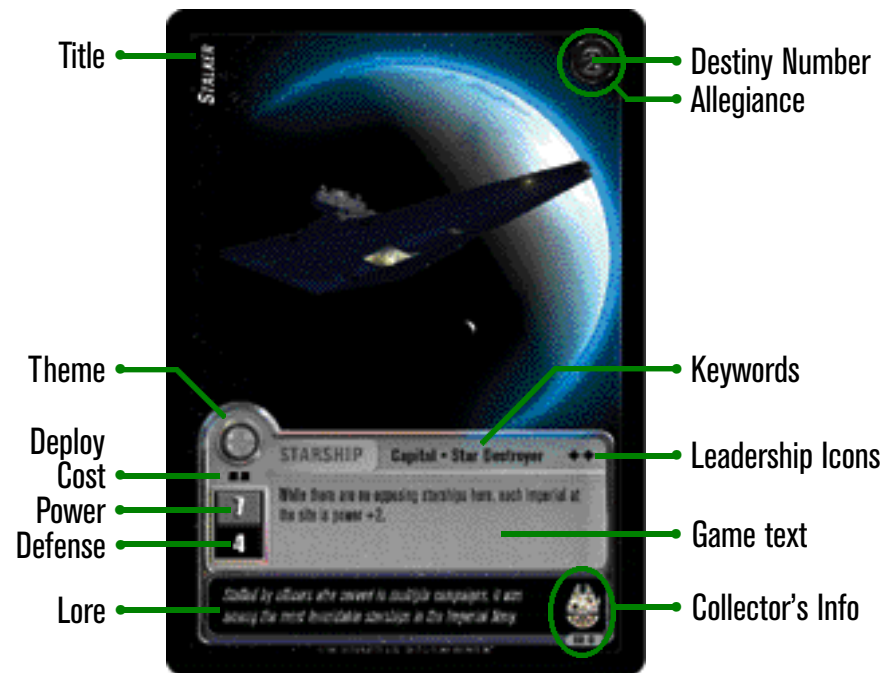 Title
STALKER
2
Destiny Number
Allegiance
Theme
Keywords
Deploy
Cost
STARSHIP Capital • Star Destroyer
Leadership Icons
Power
7
While there are no opposing starships here, each Imperial at
the site is power +2.
Game text
Defense
4
Lore
Staffed by officers who served in multiple campaigns, it was
among the most formidable starships in the Imperial Navy.
Collector's Info